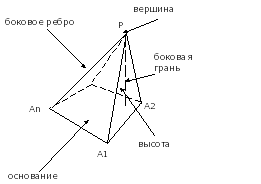 вершина
боковое ребро
P
боковая
грань
An
A2
A1
высота
основание